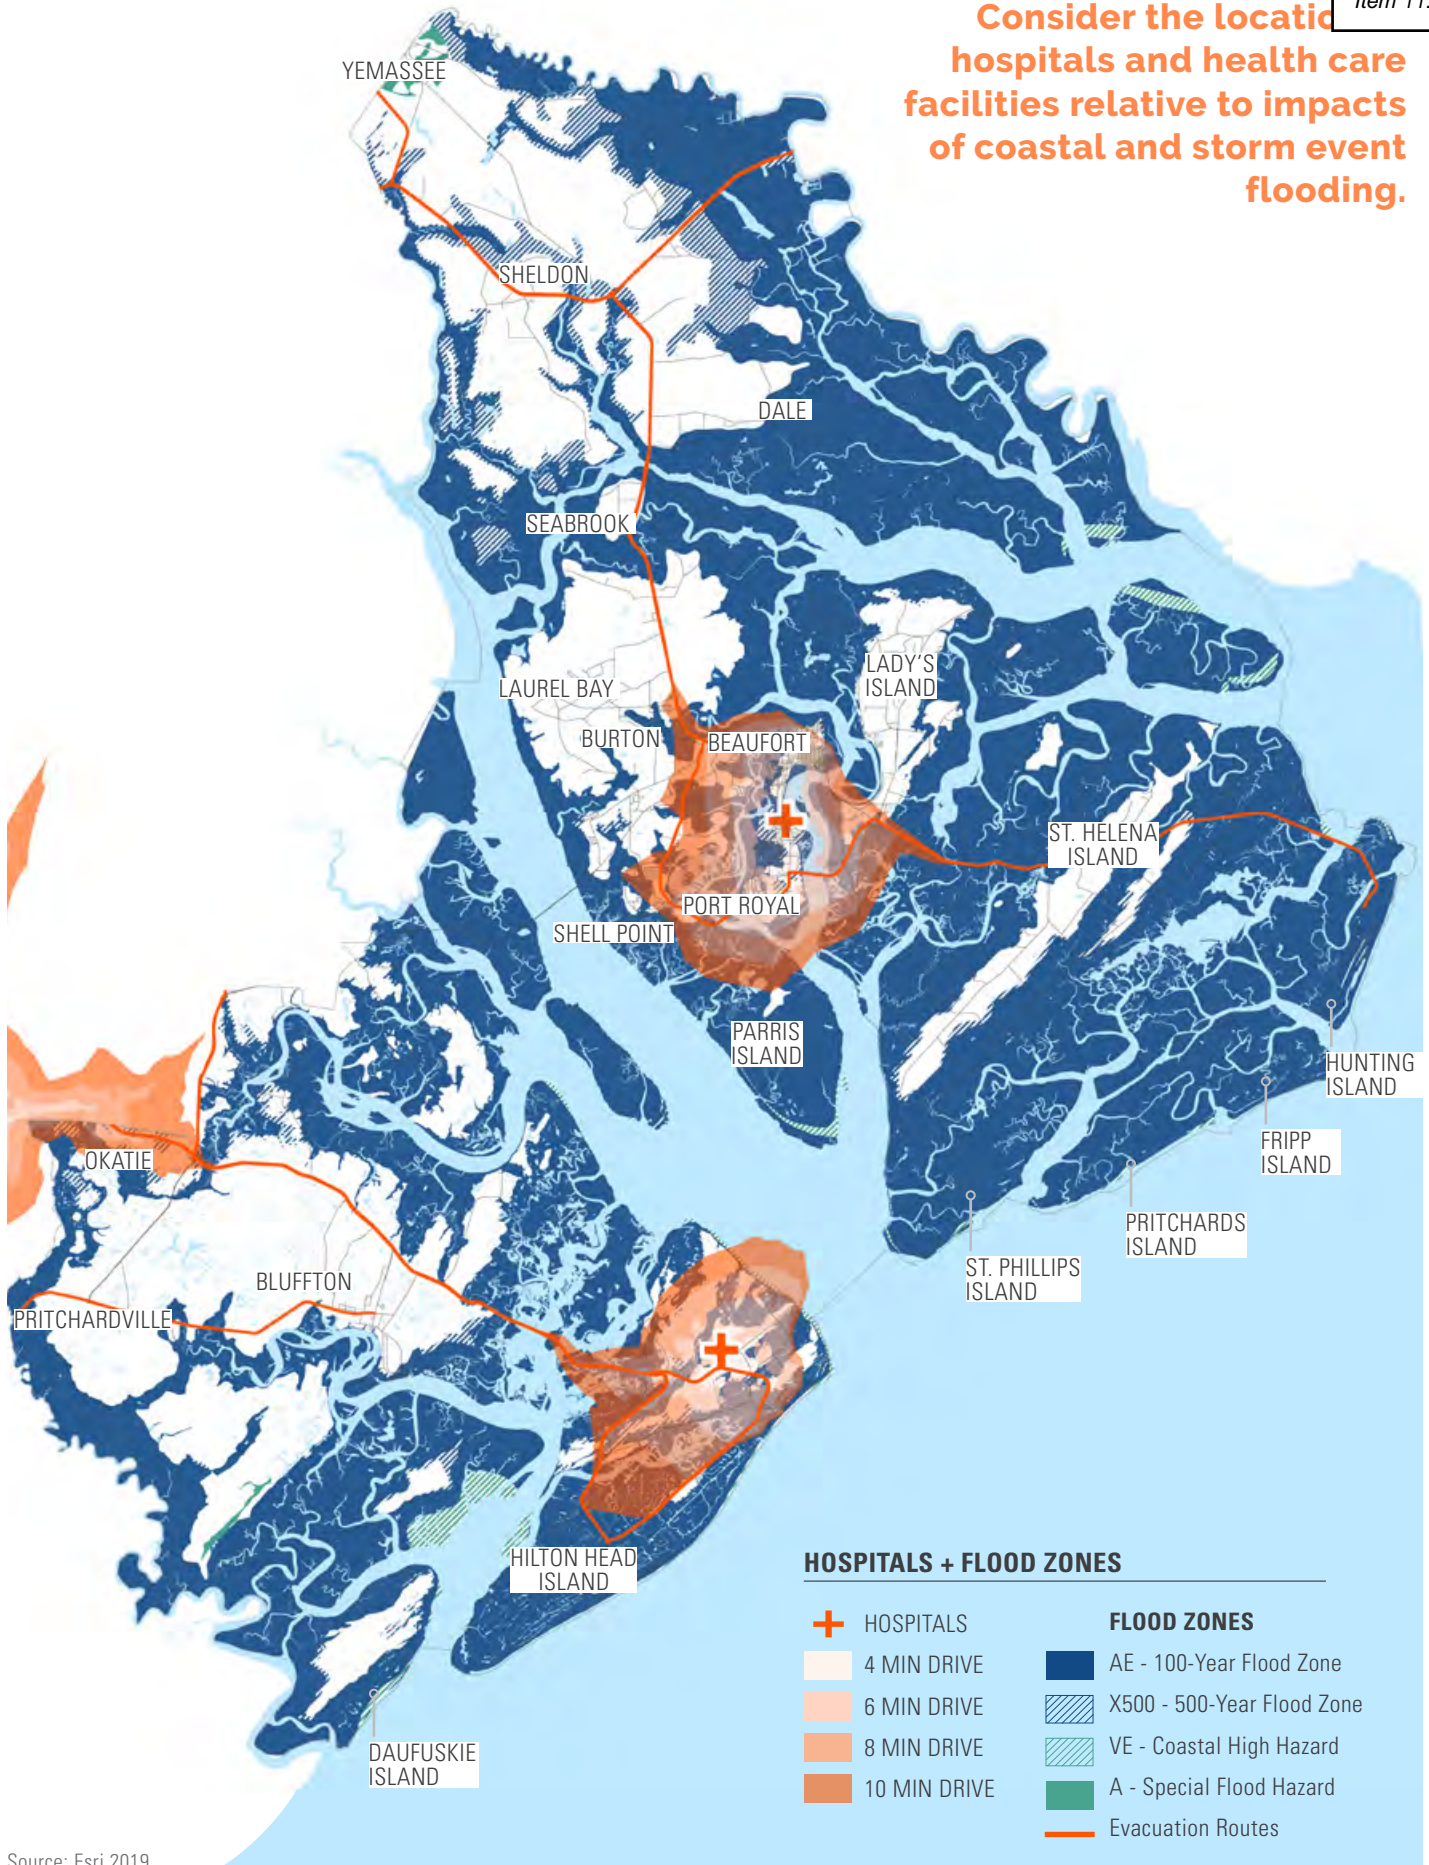 Item 11.
Consider the locatio
hospitals and health care
facilities relative to impacts
of coastal and storm event
flooding.
YEMASSEE
SHELDON
DALE
SEABROOK
LADY'S
ISLAND
LAUREL BAY
BURTON
BEAUFORT
ST. HELENA
ISLAND
PORT ROYAL
SHELL POINT
PARRIS
ISLAND
HUNTING
ISLAND
FRIPP
ISLAND
OKATIE
PRITCHARDS
ISLAND
ST. PHILLIPS
ISLAND
BLUFFTON
PRITCHARDVILLE
HILTON HEAD
ISLAND
DAUFUSKIE
ISLAND
HOSPITALS + FLOOD ZONES
HOSPITALS
4 MIN DRIVE
6 MIN DRIVE
8 MIN DRIVE
10 MIN DRIVE
FLOOD ZONES
AE - 100-Year Flood Zone
X500 - 500-Year Flood Zone
VE - Coastal High Hazard
A - Special Flood Hazard
Evacuation Routes
Source: Esri 2019